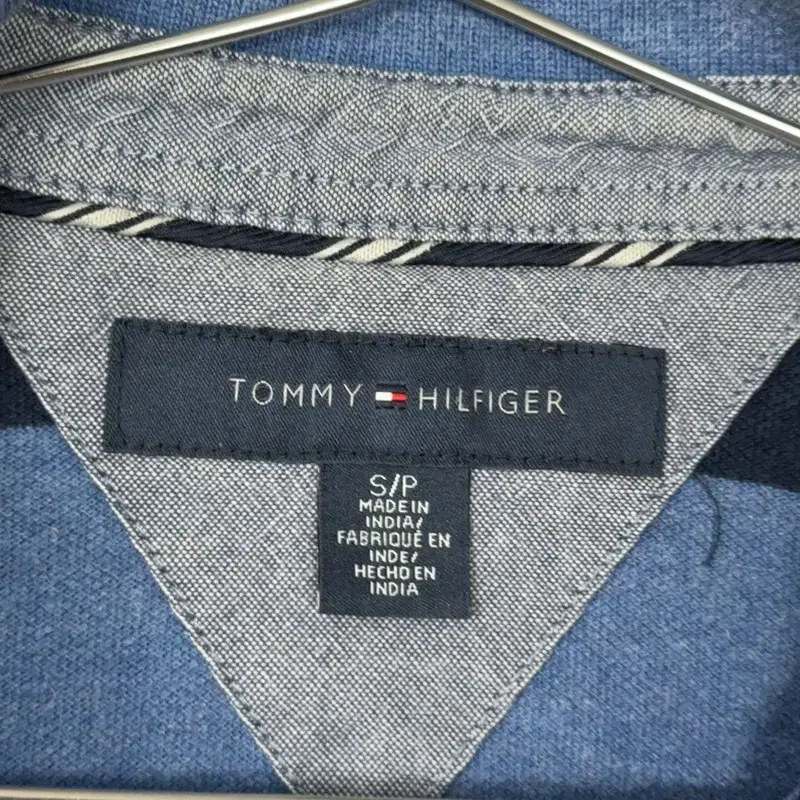 TOMMY HILFIGER
S/P
MADE IN
INDIA/
FABRIQUÉ EN
INDE/
HECHO EN
INDIA